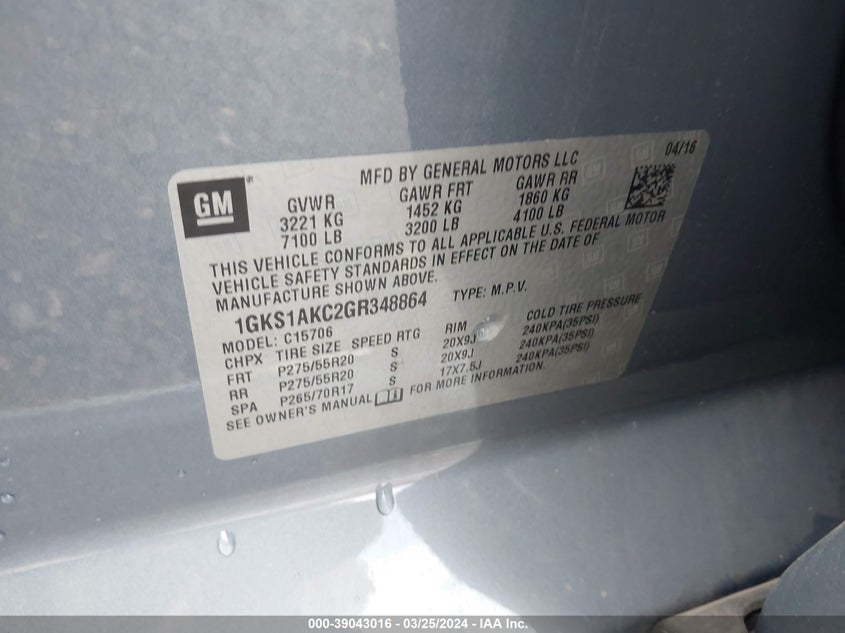 GM
MFD BY GENERAL MOTORS LLC
04/16
GVWR GAWR FRT GAWR RR
3221 KG 1452 KG 1860 KG
7100 LB 3200 LB 4100 LB
THIS VEHICLE CONFORMS TO ALL APPLICABLE U.S. FEDERAL MOTOR
VEHICLE SAFETY STANDARDS IN EFFECT ON THE DATE OF
MANUFACTURE SHOWN ABOVE.
1GKS1AKC2GR348864 TYPE: M.P.V.
MODEL: C15706
CHPX TIRE SIZE SPEED RTG RIM COLD TIRE PRESSURE
FRT P275/55R20 S 20X9J 240KPA(35PSI)
RR P275/55R20 S 20X9J 240KPA(35PSI)
SPA P265/70R17 S 17X7.5J 240KPA(35PSI)
SEE OWNER'S MANUAL FOR MORE INFORMATION.
000-39043016 - 03/25/2024 - IAA Inc.